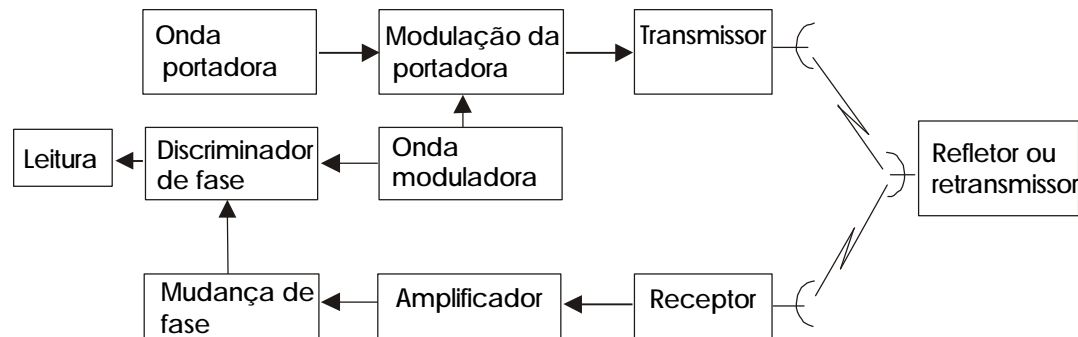 Onda
portadora
Modulação da
portadora
Transmissor
Leitura
Discriminador
de fase
Onda
moduladora
Refletor ou
retransmissor
Mudança de
fase
Amplificador
Receptor